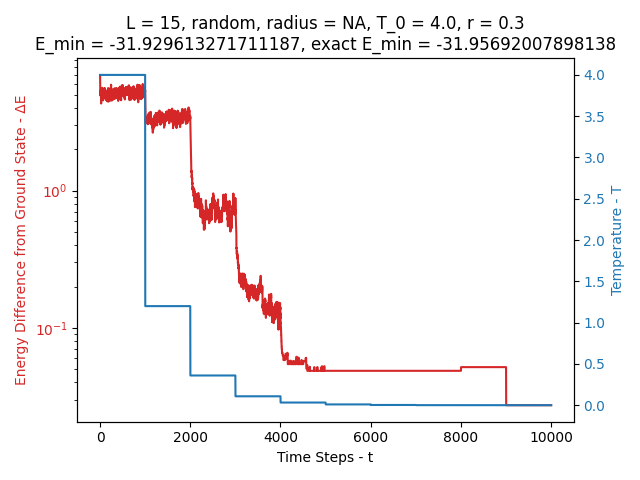 L = 15, random, radius = NA, T_0 = 4.0, r = 0.3
E_min = -31.929613271711187, exact E_min = -31.95692007898138
Energy Difference from Ground State - ΔE
10⁰
10⁻¹
4.0
3.5
3.0
2.5
2.0
1.5
1.0
0.5
0.0
Temperature - T
0 2000 4000 6000 8000 10000
Time Steps - t